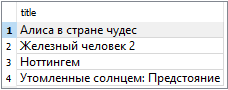 title
1 Алиса в стране чудес
2 Железный человек 2
3 Ноттингем
4 Утомленные солнцем: Предстояние